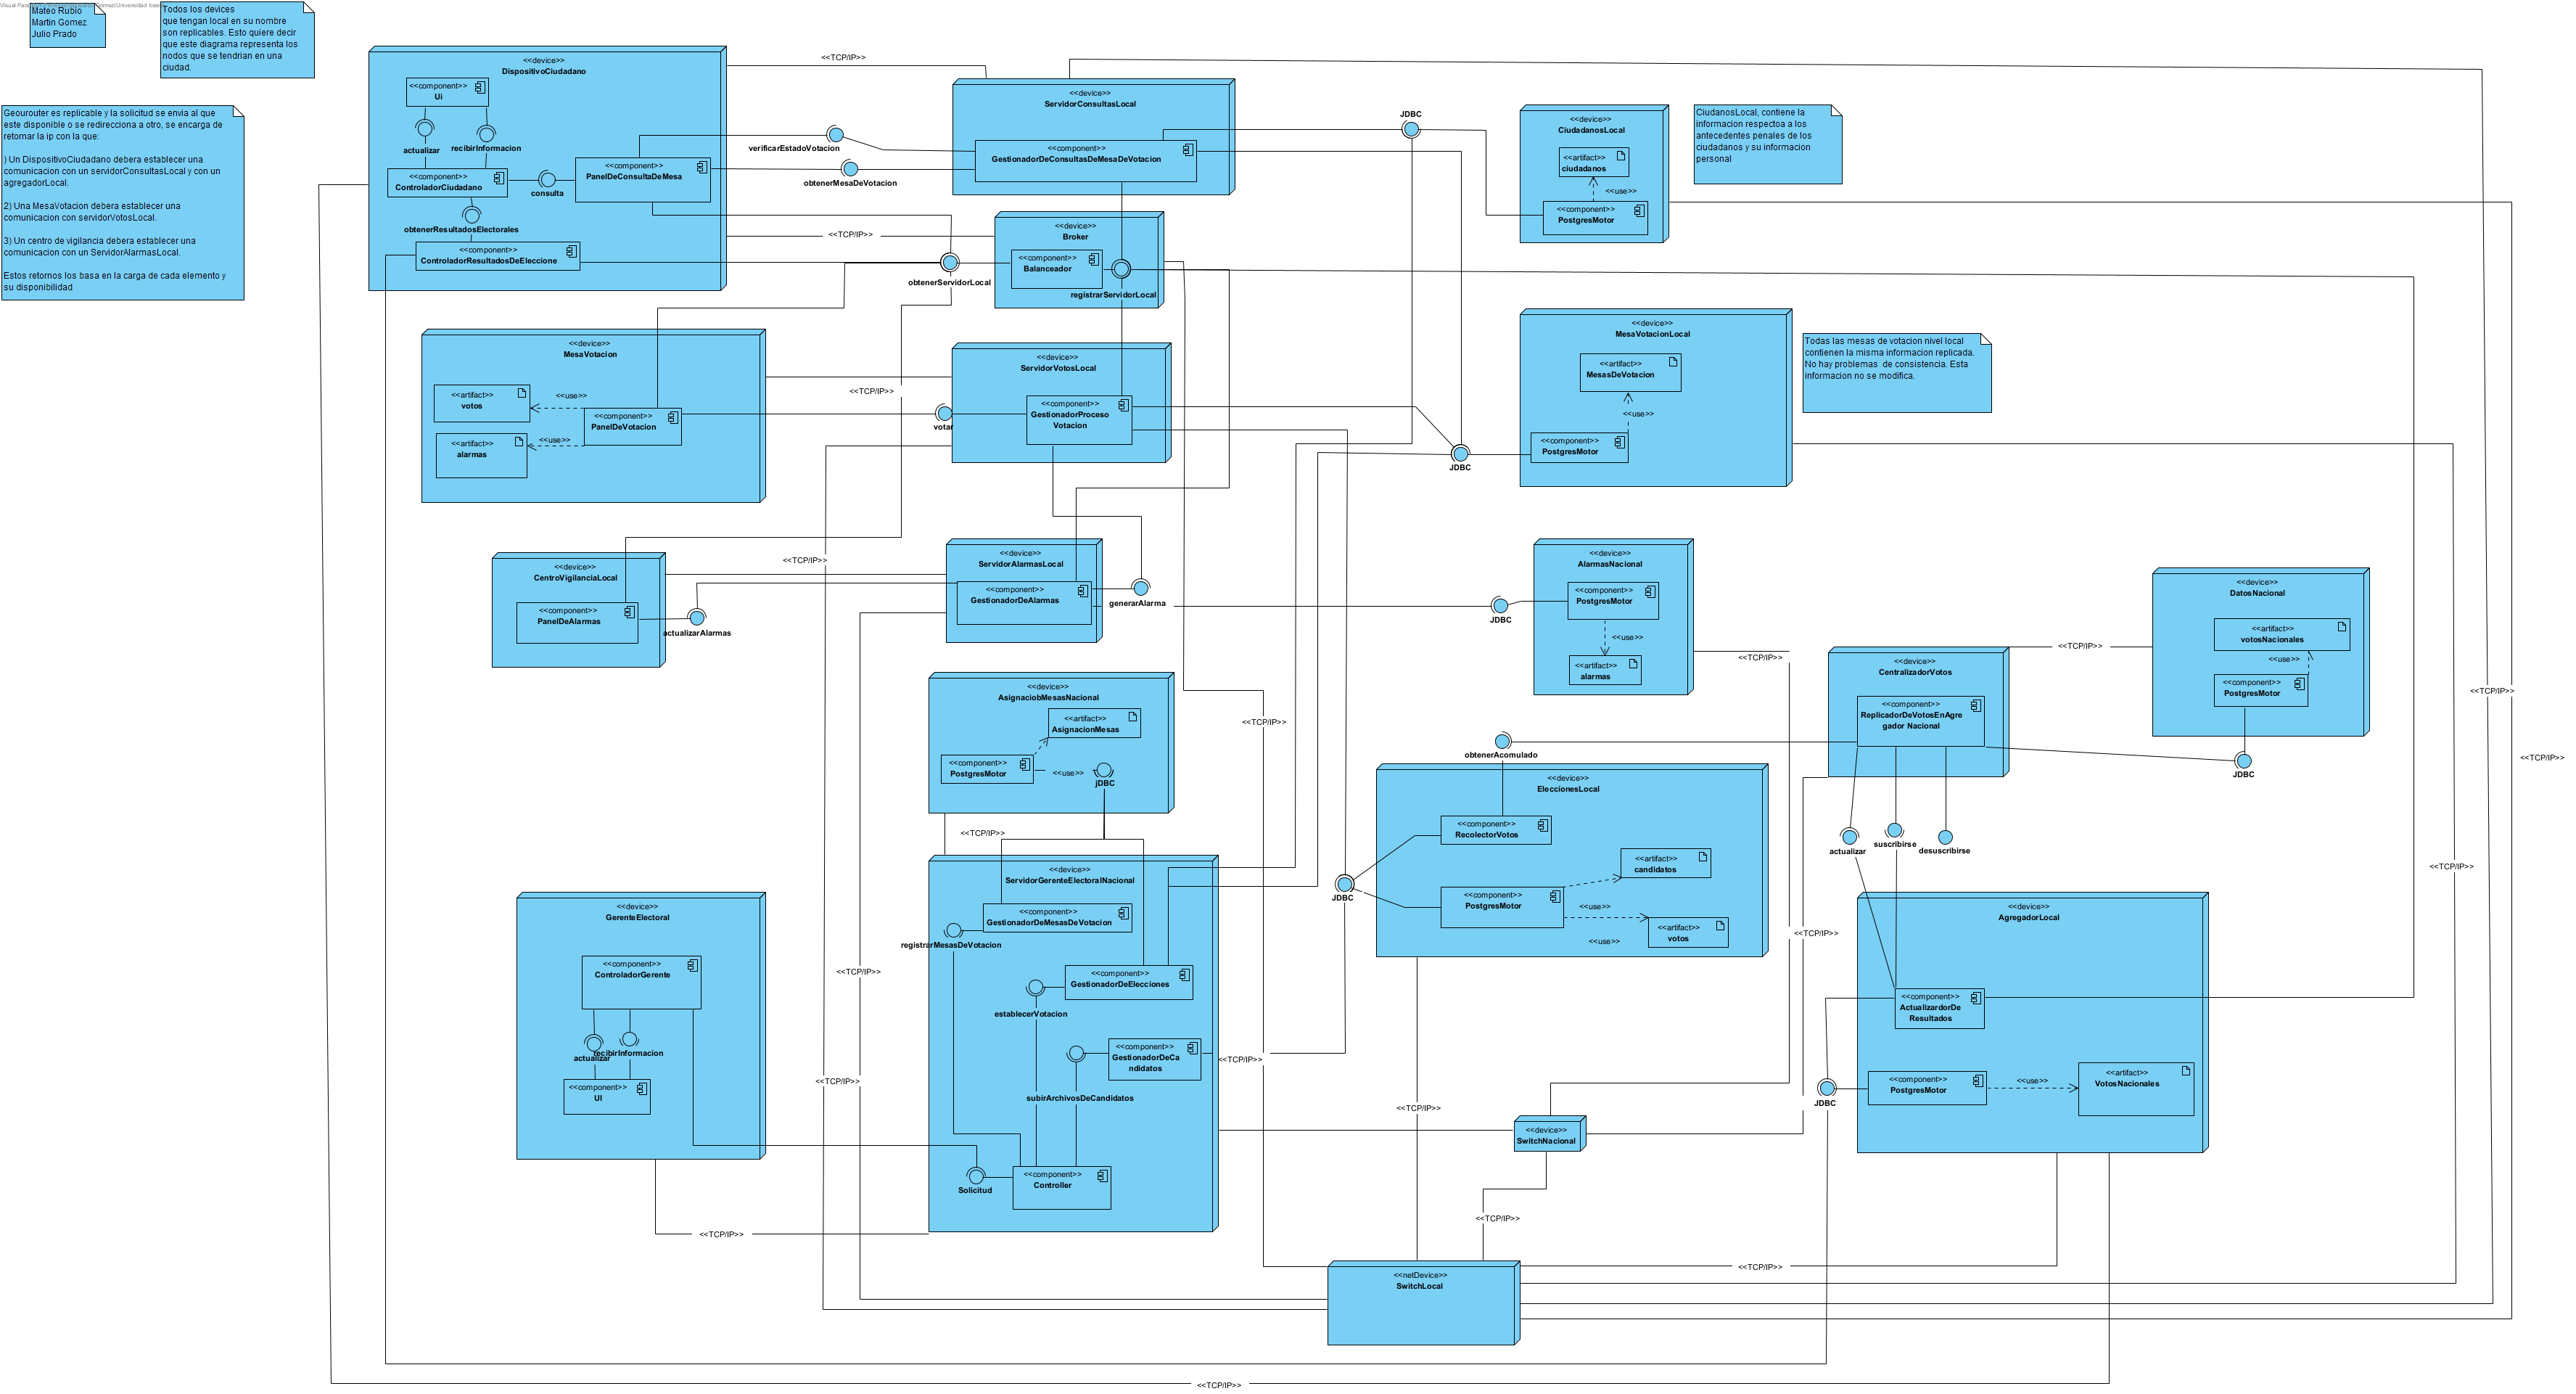 Mateo Rubio
Martin Gomez
Julio Prado
Todos los devices
que tengan local en su nombre
son replicables. Esto quiere decir
que este diagrama representa los
nodos que se tendrian en una
ciudad.
Geourouter es replicable y la solicitud se envia al que
este disponible o se redirecciona a otro, se encarga de
retornar la ip con la que:
) Un DispositivoCiudadano debera establecer una
comunicacion con un servidorConsultasLocal y con un
agregadorLocal.
2) Una MesaVotacion debera establecer una
comunicacion con servidorVotosLocal.
3) Un centro de vigilancia debera establecer una
comunicacion con un ServidorAlarmasLocal.
Estos retornos los basa en la carga de cada elemento y
su disponibilidad
<<device>>
DispositivoCiudadano
<<component>>
Ui
actualizar
recibirInformacion
<<component>>
ControladorCiudadano
consulta
<<component>>
PanelDeConsultaDeMesa
obtenerResultadosElectorales
<<component>>
ControladorResultadosDeEleccione
<<TCP/IP>>
verificarEstadoVotacion
obtenerMesaDeVotacion
<<TCP/IP>>
obtenerServidorLocal
<<device>>
ServidorConsultasLocal
<<component>>
GestionadorDeConsultasDeMesaDeVotacion
<<device>>
Broker
<<component>>
Balanceador
registrarServidorLocal
JDBC
<<device>>
CiudadanosLocal
<<artifact>>
ciudadanos
<<use>>
<<component>>
PostgresMotor
CiudanosLocal, contiene la
informacion respectoa a los
antecedentes penales de los
ciudadanos y su informacion
personal
<<device>>
MesaVotacion
<<artifact>>
votos
<<use>>
<<artifact>>
alarmas
<<use>>
<<component>>
PanelDeVotacion
<<TCP/IP>>
votar
<<device>>
ServidorVotosLocal
<<component>>
GestionadorProceso
Votacion
JDBC
<<device>>
MesaVotacionLocal
<<artifact>>
MesasDeVotacion
<<use>>
<<component>>
PostgresMotor
Todas las mesas de votacion nivel local
contienen la misma informacion replicada.
No hay problemas de consistencia. Esta
informacion no se modifica.
<<device>>
CentroVigilanciaLocal
<<component>>
PanelDeAlarmas
actualizarAlarmas
<<TCP/IP>>
<<device>>
ServidorAlarmasLocal
<<component>>
GestionadorDeAlarmas
generarAlarma
JDBC
<<device>>
AlarmasNacional
<<component>>
PostgresMotor
<<use>>
<<artifact>>
alarmas
<<TCP/IP>>
<<device>>
CentralizadorVotos
<<component>>
ReplicadorDeVotosEnAgre
gador Nacional
<<TCP/IP>>
<<device>>
DatosNacional
<<artifact>>
votosNacionales
<<use>>
<<component>>
PostgresMotor
JDBC
<<TCP/IP>>
<<TCP/IP>>
<<TCP/IP>>
<<device>>
AsignaciobMesasNacional
<<artifact>>
AsignacionMesas
<<component>>
PostgresMotor
<<use>>
jDBC
<<TCP/IP>>
<<TCP/IP>>
obtenerAcomulado
<<device>>
EleccionesLocal
<<component>>
RecolectorVotos
<<artifact>>
candidatos
<<component>>
PostgresMotor
<<use>>
<<use>>
<<artifact>>
votos
JDBC
actualizar
suscribirse
desuscribirse
<<device>>
GerenteElectoral
<<component>>
ControladorGerente
actualizar
recibirInformacion
<<component>>
UI
<<TCP/IP>>
<<TCP/IP>>
<<TCP/IP>>
<<device>>
ServidorGerenteElectoralNacional
<<component>>
GestionadorDeMesasDeVotacion
registrarMesasDeVotacion
<<component>>
GestionadorDeElecciones
establecerVotacion
<<component>>
GestionadorDeCa
ndidatos
subirArchivosDeCandidatos
<<component>>
Controller
Solicitud
<<TCP/IP>>
<<TCP/IP>>
<<TCP/IP>>
<<device>>
SwitchNacional
<<TCP/IP>>
<<device>>
AgregadorLocal
<<component>>
ActualizardorDe
Resultados
<<component>>
PostgresMotor
<<use>>
<<artifact>>
VotosNacionales
JDBC
<<netDevice>>
SwitchLocal
<<TCP/IP>>
<<TCP/IP>>